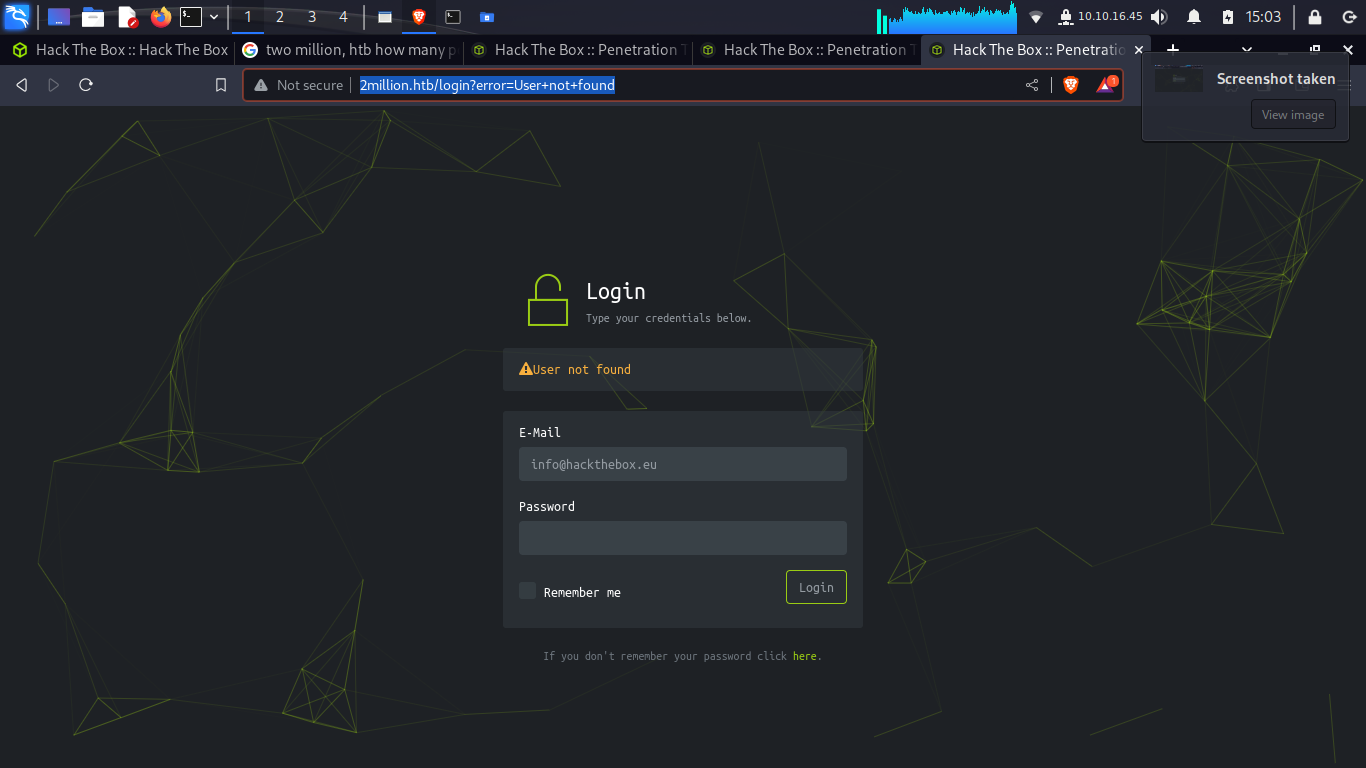 1 2 3 4 10.10.16.45 15:03
Hack The Box :: Hack The Box two million, htb how many p Hack The Box :: Penetration T Hack The Box :: Penetration T Hack The Box :: Penetratio
Not secure 2million.htb/login?error=User+not+found 1
Screenshot taken
View image
Login
Type your credentials below.
User not found
E-Mail
info@hackthebox.eu
Password
Remember me
Login
If you don't remember your password click here.